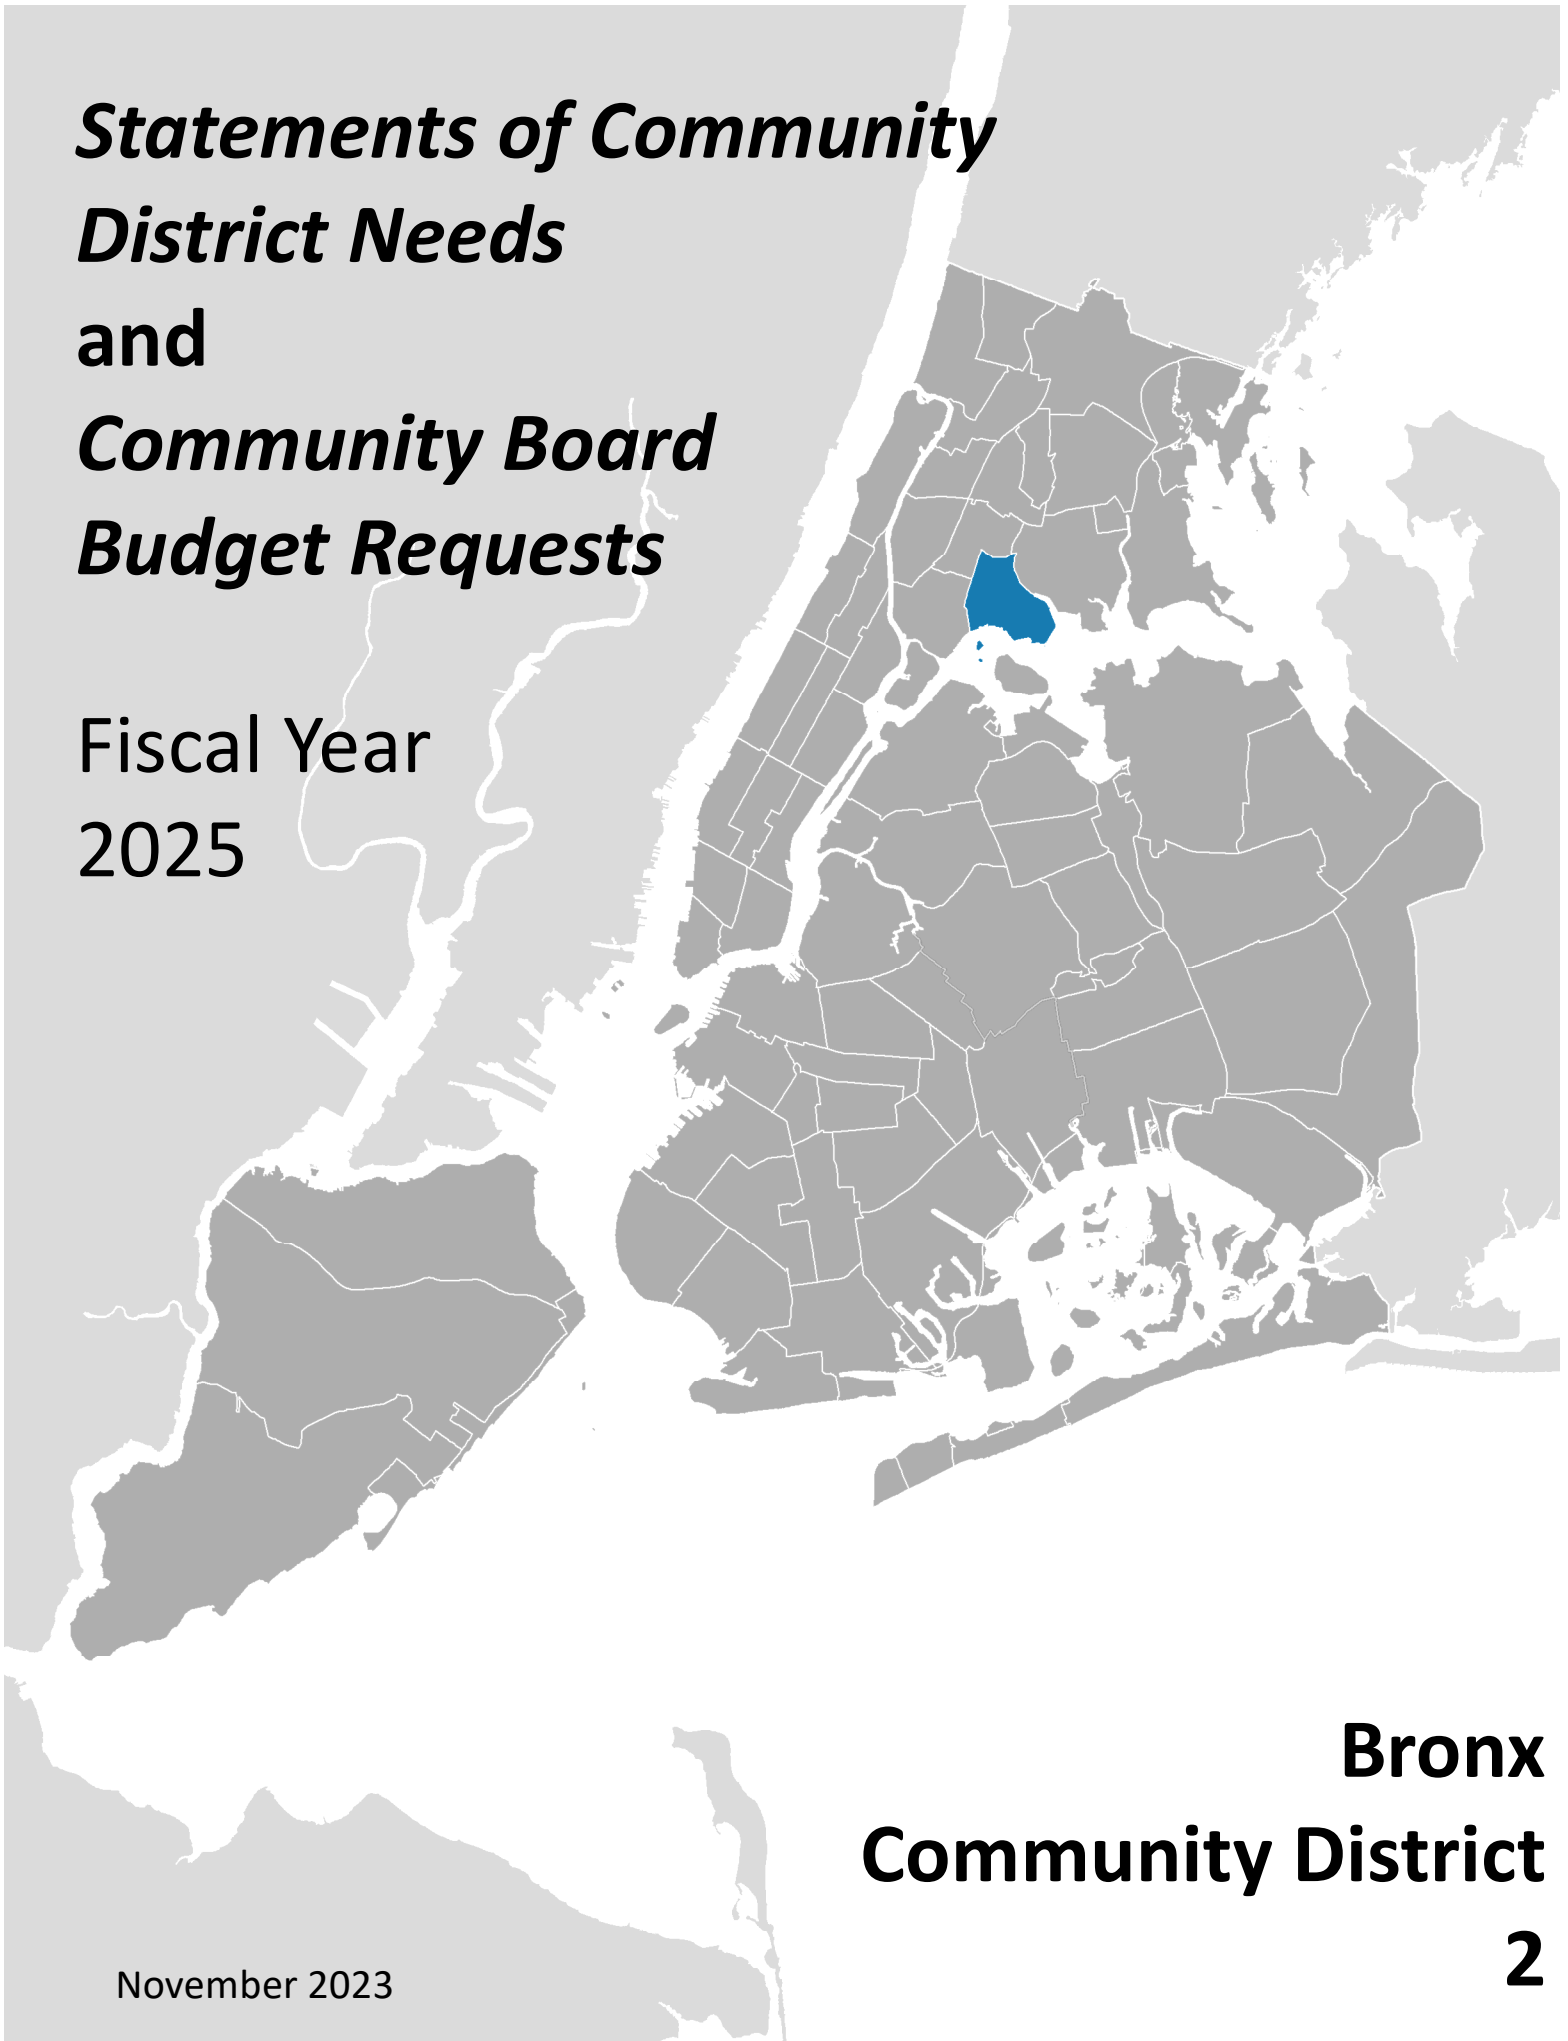 Statements of Community
District Needs
and
Community Board
Budget Requests
Fiscal Year
2025
Bronx
Community District
2
November 2023